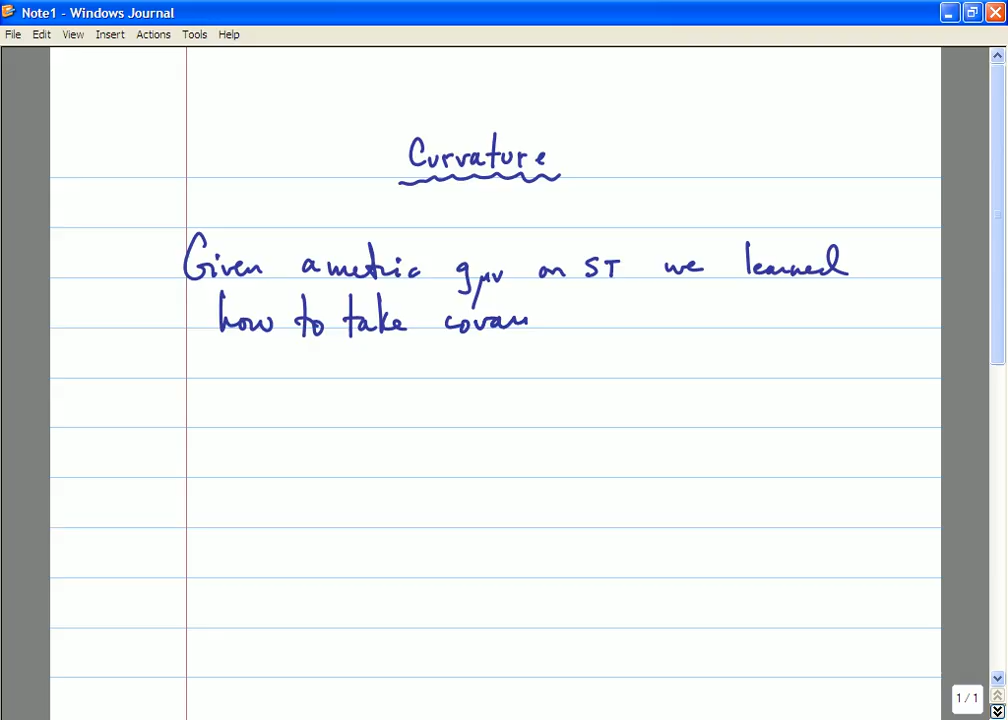 Note1 - Windows Journal
File Edit View Insert Actions Tools Help
Curvature
Given a metric gμν on ST we learned
how to take covar
1/1